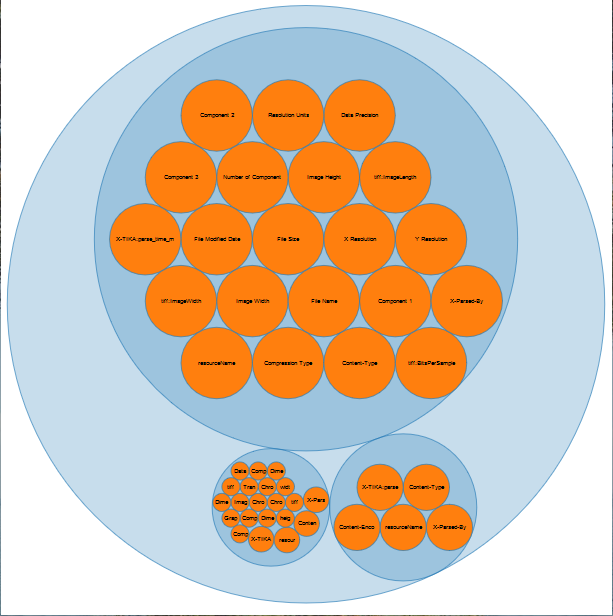 Component 2
Resolution Units
Data Precision
Component 3
Number of Component
Image Height
tiff:ImageLength
X-TIKA:parse_time_m
File Modified Date
File Size
X Resolution
Y Resolution
tiff:ImageWidth
Image Width
File Name
Component 1
X-Parsed-By
resourceName
Compression Type
Content-Type
tiff:BitsPerSample
Data
Comp
Dime
tiff
Tran
Chro
widt
Dime
Imag
Chro
Chro
tiff
X-Pars
Grap
Comp
Dime
heig
Conten
Comp
X-TIKA
resour
X-TIKA:parse
Content-Type
Content-Enco
resourceName
X-Parsed-By